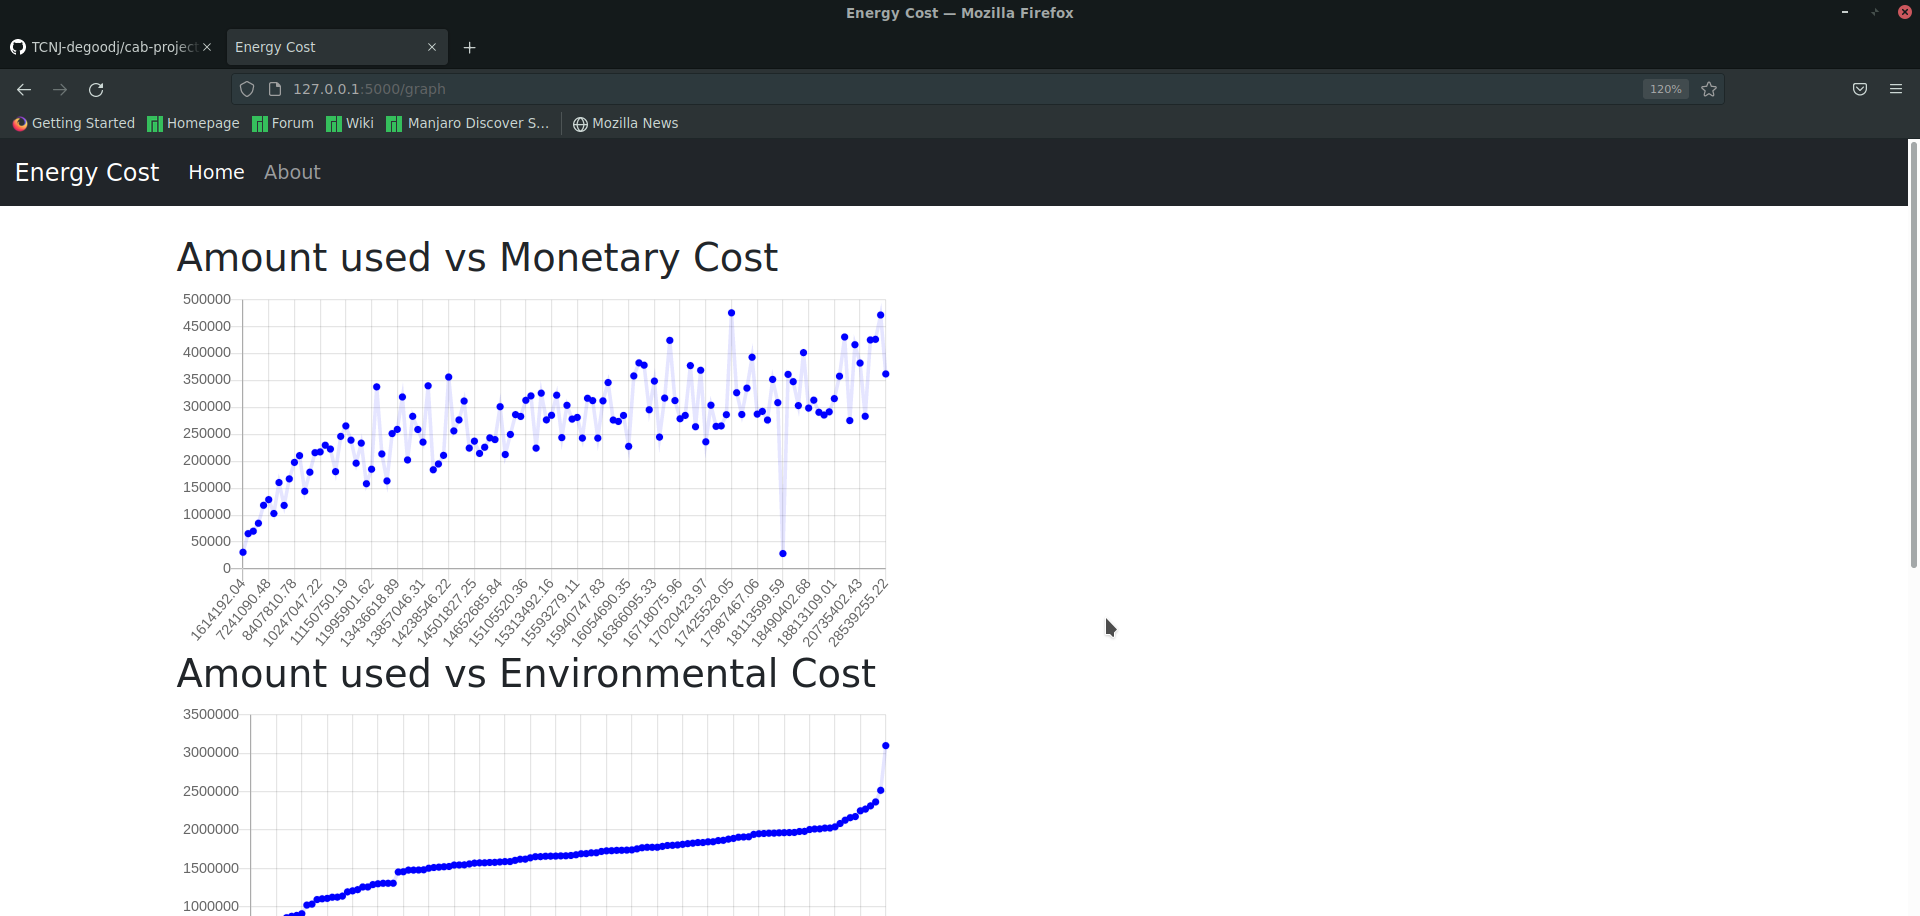 Energy Cost — Mozilla Firefox
TCNJ-degoodj/cab-project
Energy Cost
127.0.0.1:5000/graph
120%
Getting Started
Homepage
Forum
Wiki
Manjaro Discover S...
Mozilla News
Energy Cost
Home
About
Amount used vs Monetary Cost
500000
450000
400000
350000
300000
250000
200000
150000
100000
50000
0
1614192.04
7241090.48
8407810.78
10247047.22
11150750.19
11995901.62
13436618.89
13857046.31
14238546.22
14501827.25
14652685.84
15105520.36
15313492.16
15593279.11
15940747.83
16054690.35
16366095.33
16718075.96
17020423.97
17425528.05
17987467.06
18113599.59
18490402.68
18813109.01
20735402.43
28539255.22
Amount used vs Environmental Cost
3500000
3000000
2500000
2000000
1500000
1000000